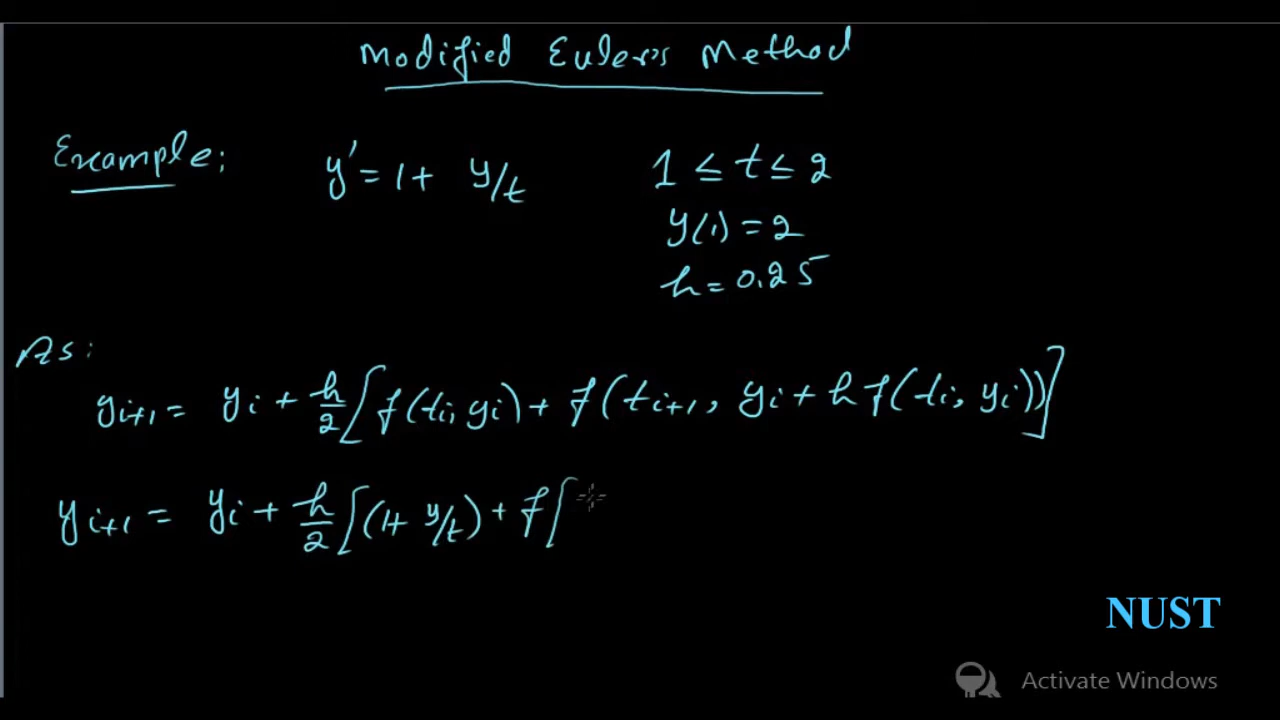 Modified Euler's Method
Example: y' = 1 + y/t 1 ≤ t ≤ 2
y(1) = 2
h = 0.25
As:
yi+1 = yi + h/2 [f(ti, yi) + f(ti+1, yi + h f(ti, yi))]
yi+1 = yi + h/2 [(1 + y/t) + f[
NUST
Activate Windows